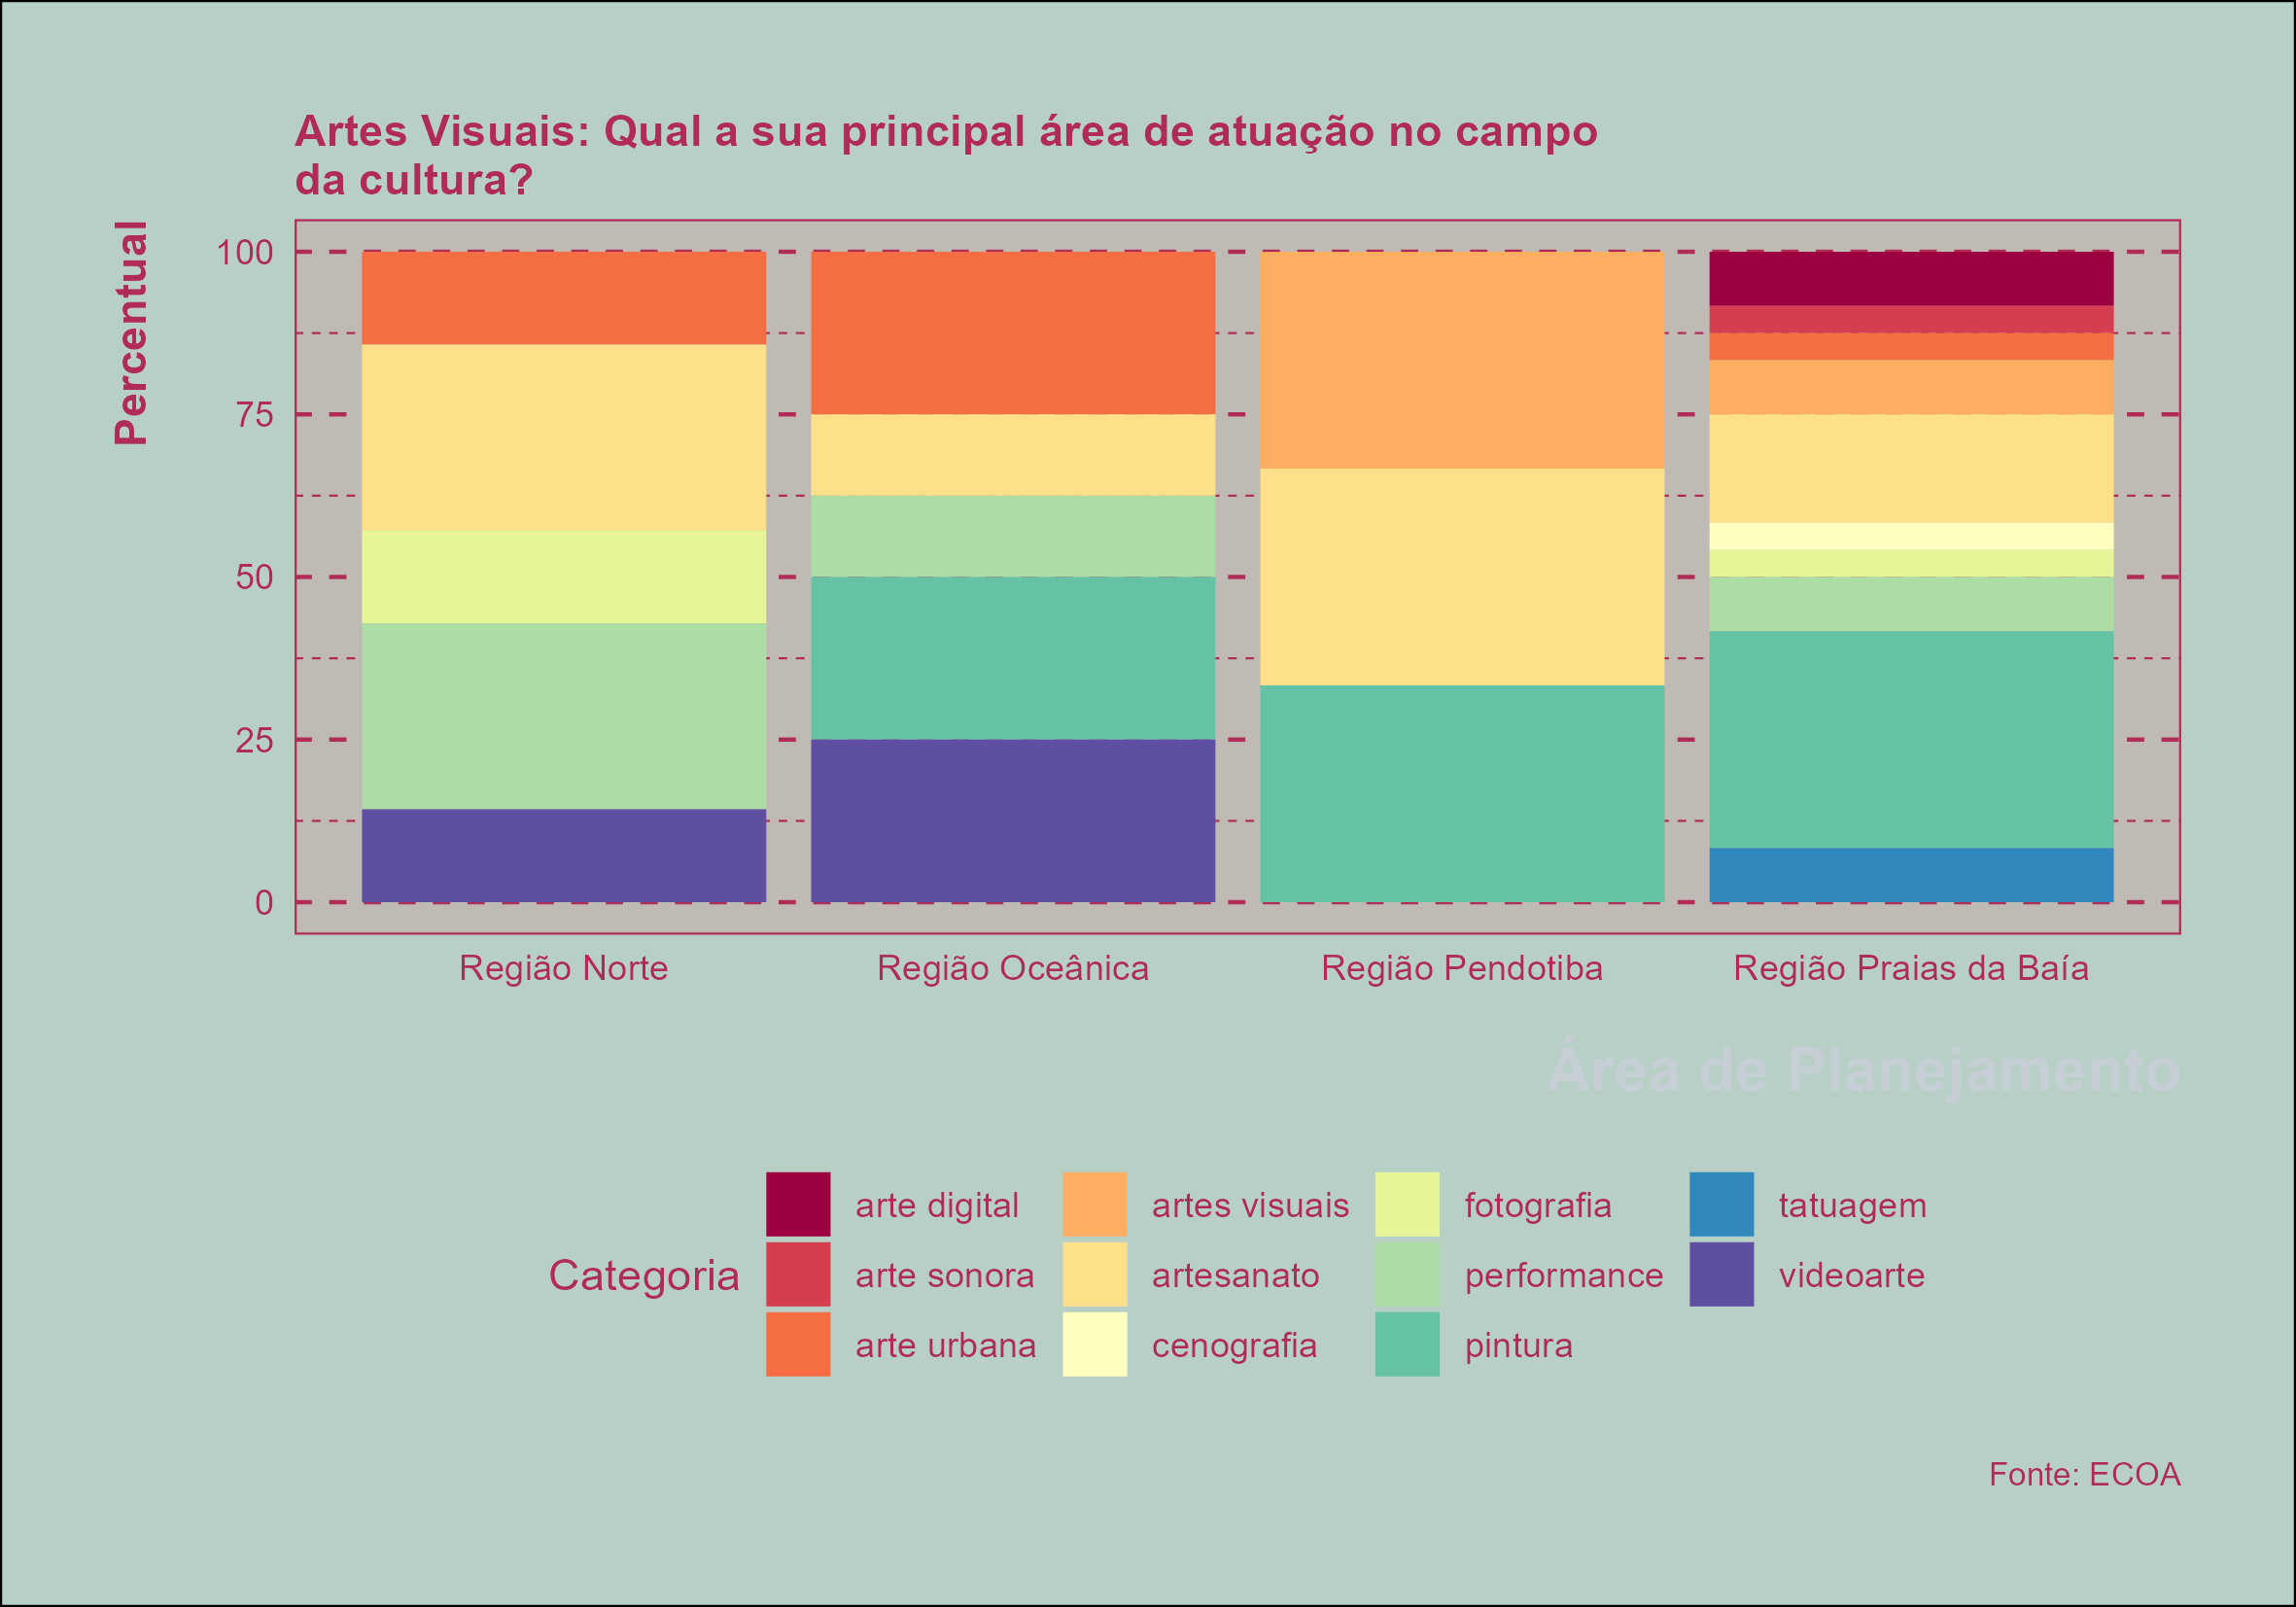 Artes Visuais: Qual a sua principal área de atuação no campo
da cultura?
Percentual
100
75
50
25
0
Região Norte
Região Oceânica
Região Pendotiba
Região Praias da Baía
Área de Planejamento
Categoria
arte digital
arte sonora
arte urbana
artes visuais
artesanato
cenografia
fotografia
performance
pintura
tatuagem
videoarte
Fonte: ECOA